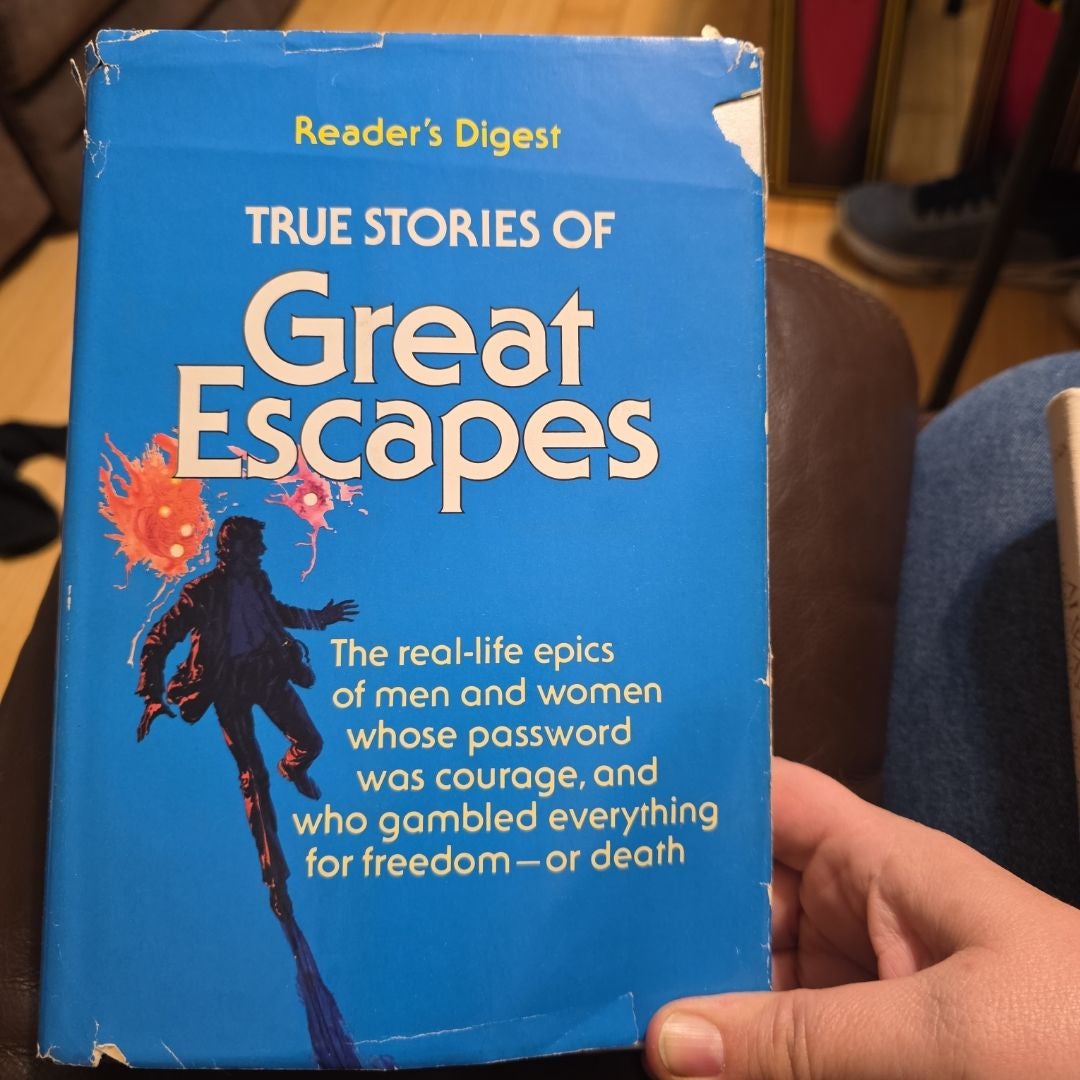 Reader's Digest
TRUE STORIES OF
Great
Escapes
The real-life epics
of men and women
whose password
was courage, and
who gambled everything
for freedom—or death